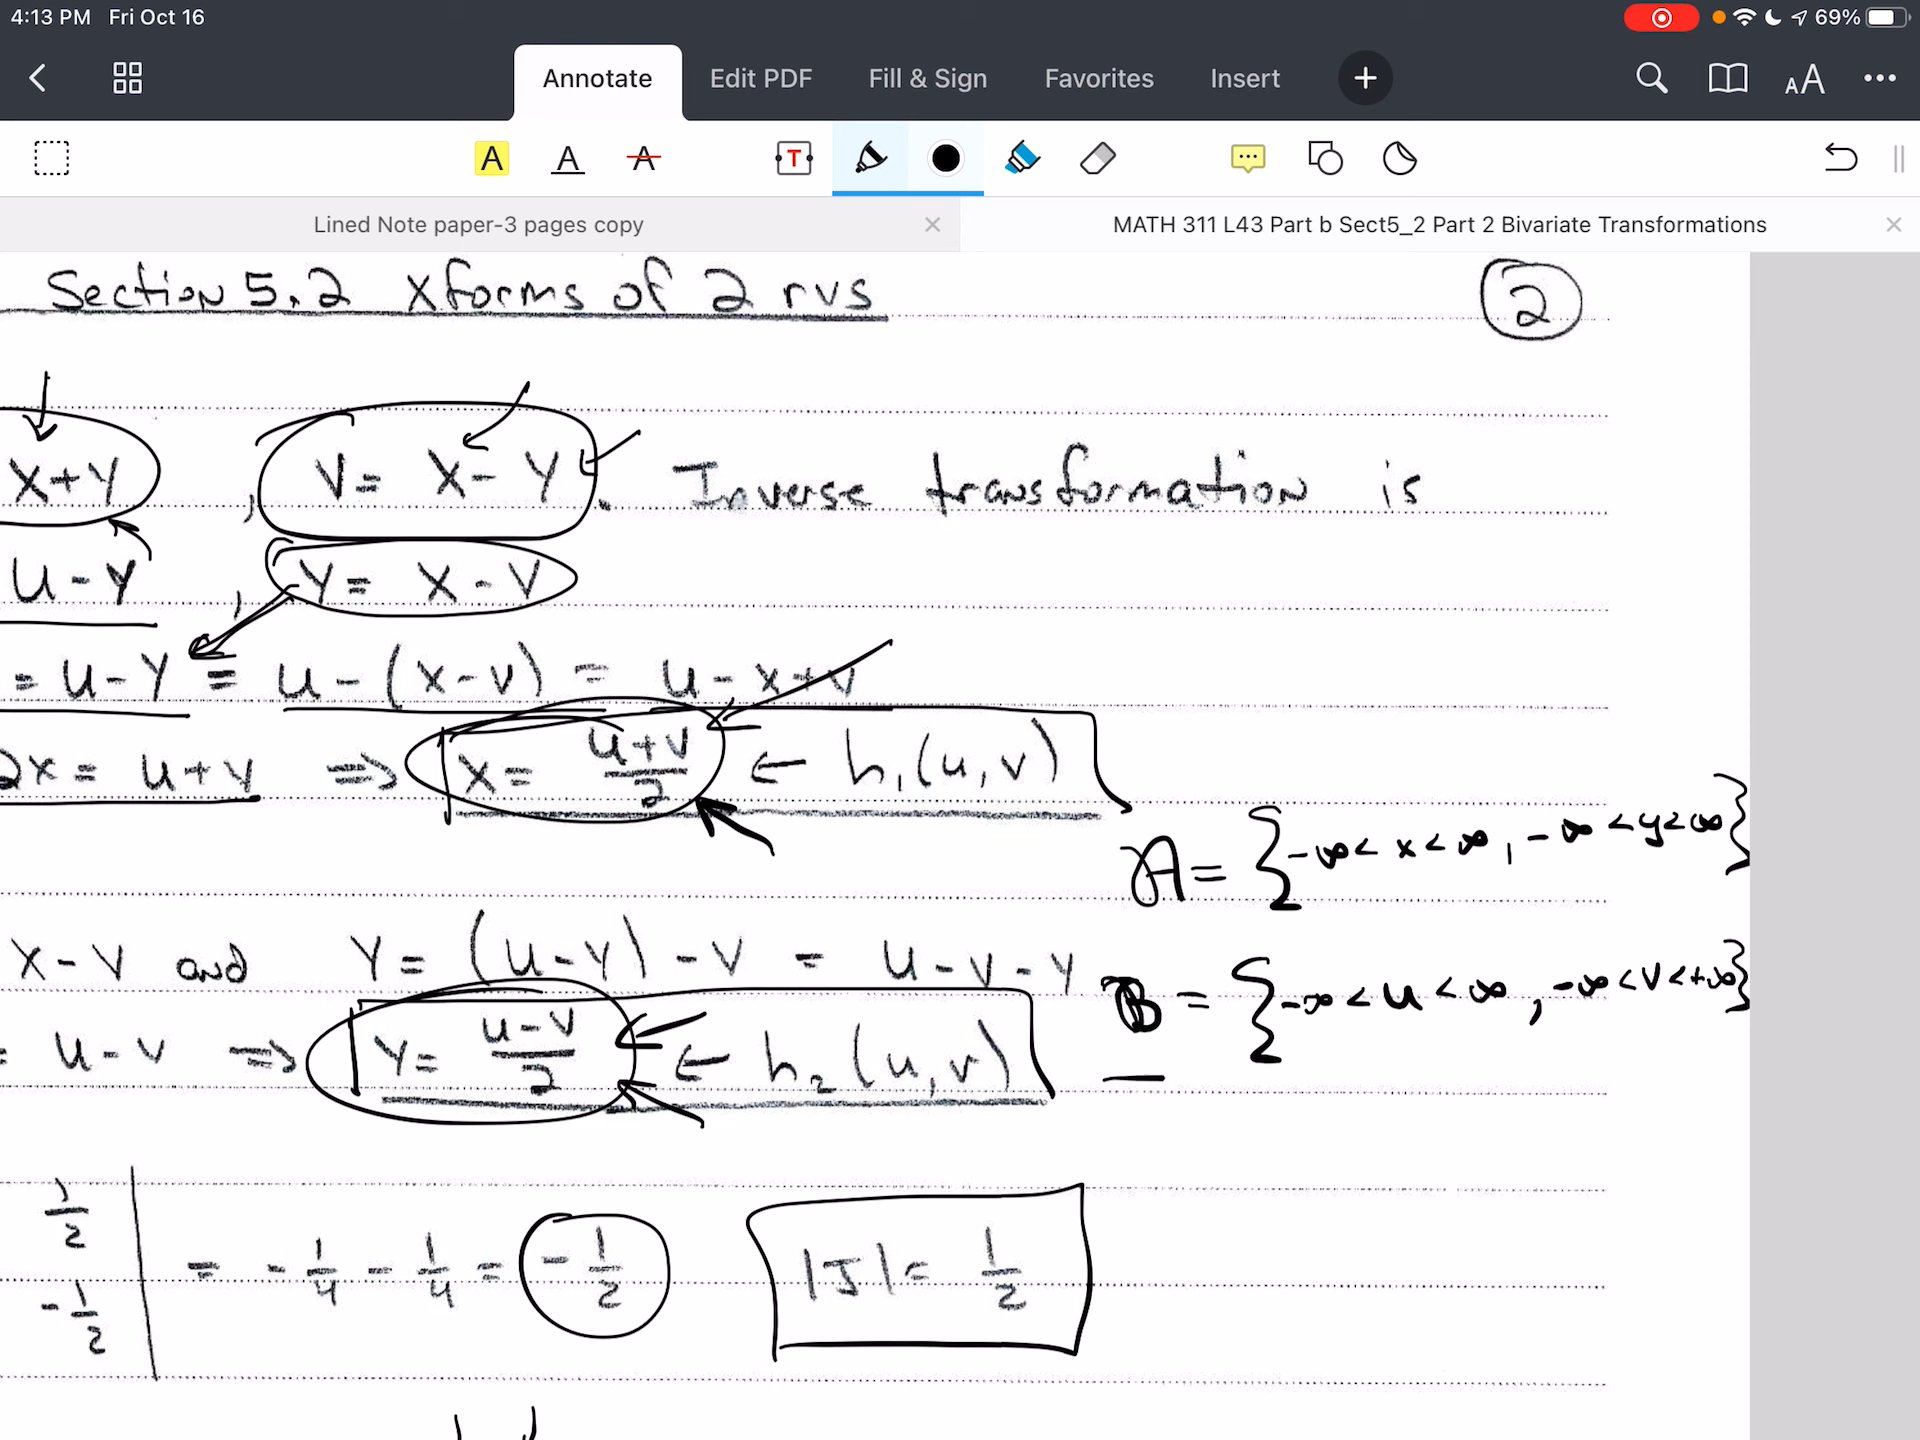 4:13 PM Fri Oct 16 69%
Annotate Edit PDF Fill & Sign Favorites Insert + AA
A A A T
Lined Note paper-3 pages copy MATH 311 L43 Part b Sect5_2 Part 2 Bivariate Transformations
Section 5.2 xforms of 2 rvs 2
X+Y , V= X-Y. Inverse transformation is
u-Y , Y= X-V
= u-Y = u-(x-v) = u-x+v
2x= u+v => x= (u+v)/2 ← h₁(u,v)
A= {-∞< x< ∞, -∞ <y<∞}
x-v and Y= (u-Y)-v = u-v-Y
B = {-∞ < u < ∞, -∞<v<+∞}
= u-v => Y= (u-v)/2 ← h₂(u,v)
1/2
-1/2 = -1/4 - 1/4 = -1/2 |J|= 1/2